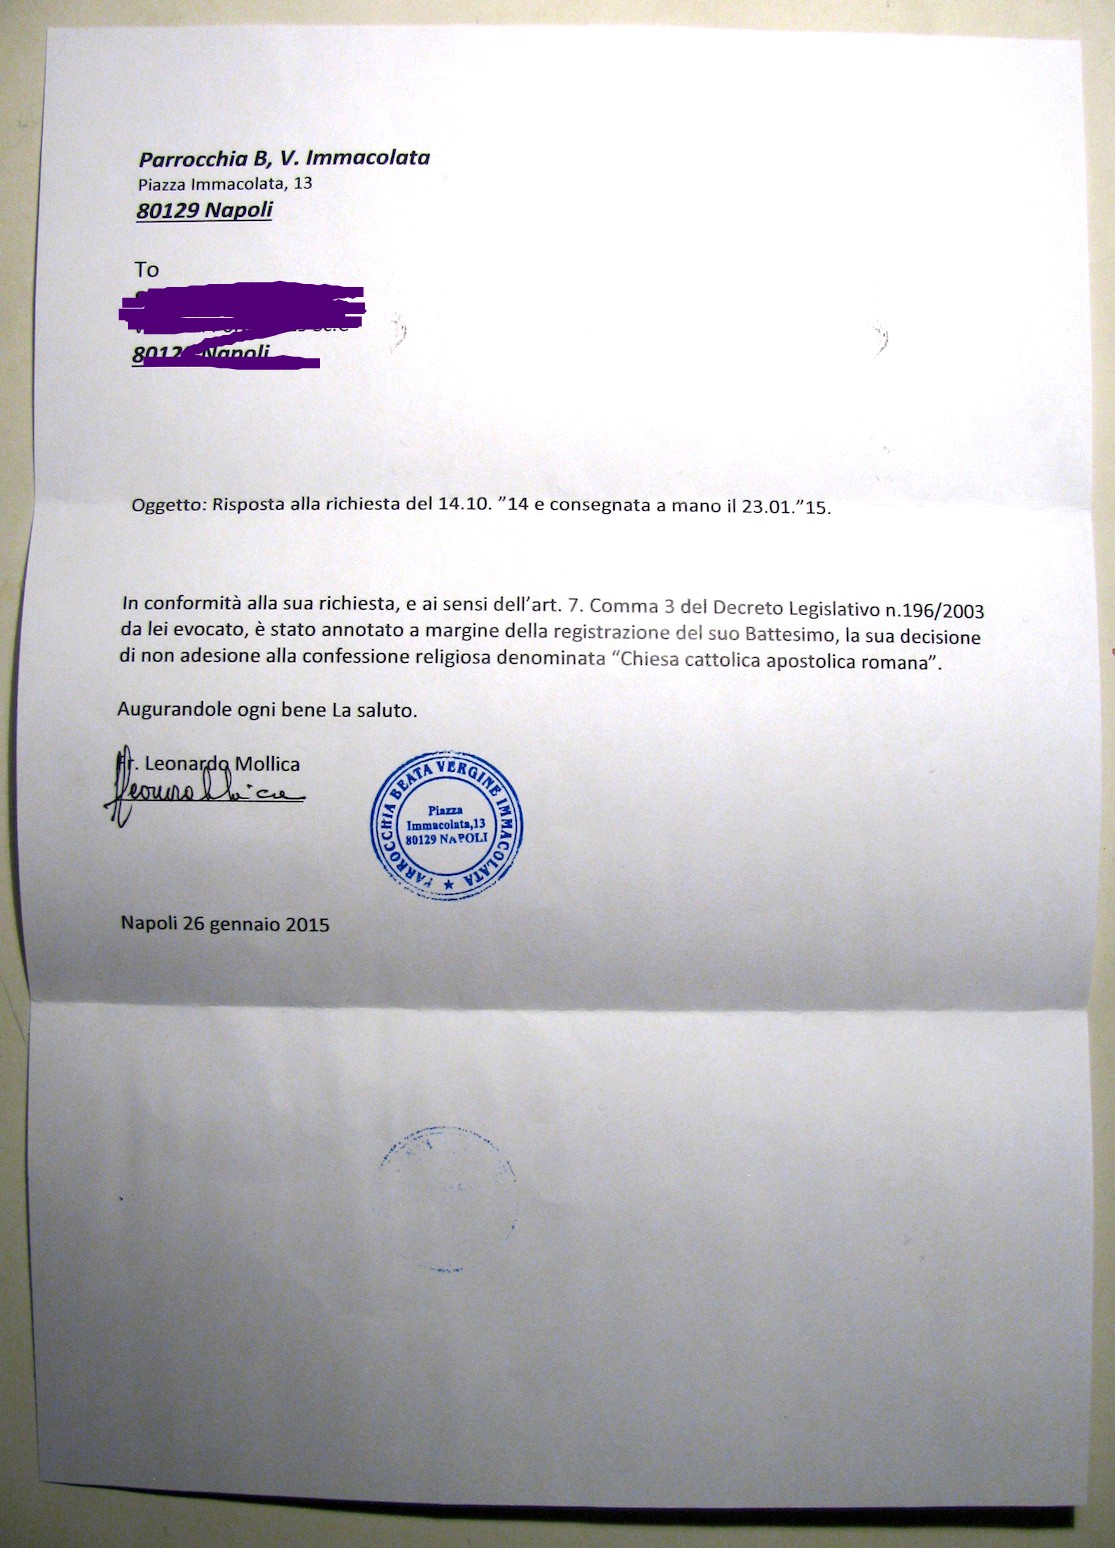 Parrocchia B, V. Immacolata
Piazza Immacolata, 13
80129 Napoli
To
Napoli
Oggetto: Risposta alla richiesta del 14.10. ”14 e consegnata a mano il 23.01.”15.
In conformità alla sua richiesta, e ai sensi dell’art. 7. Comma 3 del Decreto Legislativo n.196/2003
da lei evocato, è stato annotato a margine della registrazione del suo Battesimo, la sua decisione
di non adesione alla confessione religiosa denominata “Chiesa cattolica apostolica romana”.
Augurandole ogni bene La saluto.
Fr. Leonardo Mollica
PARROCCHIA BEATA VERGINE IMMACOLATA
Piazza
Immacolata,13
80129 NAPOLI
Napoli 26 gennaio 2015